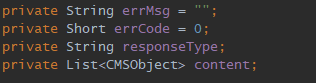 private String errMsg = "";
private Short errCode = 0;
private String responseType;
private List<CMSObject> content;